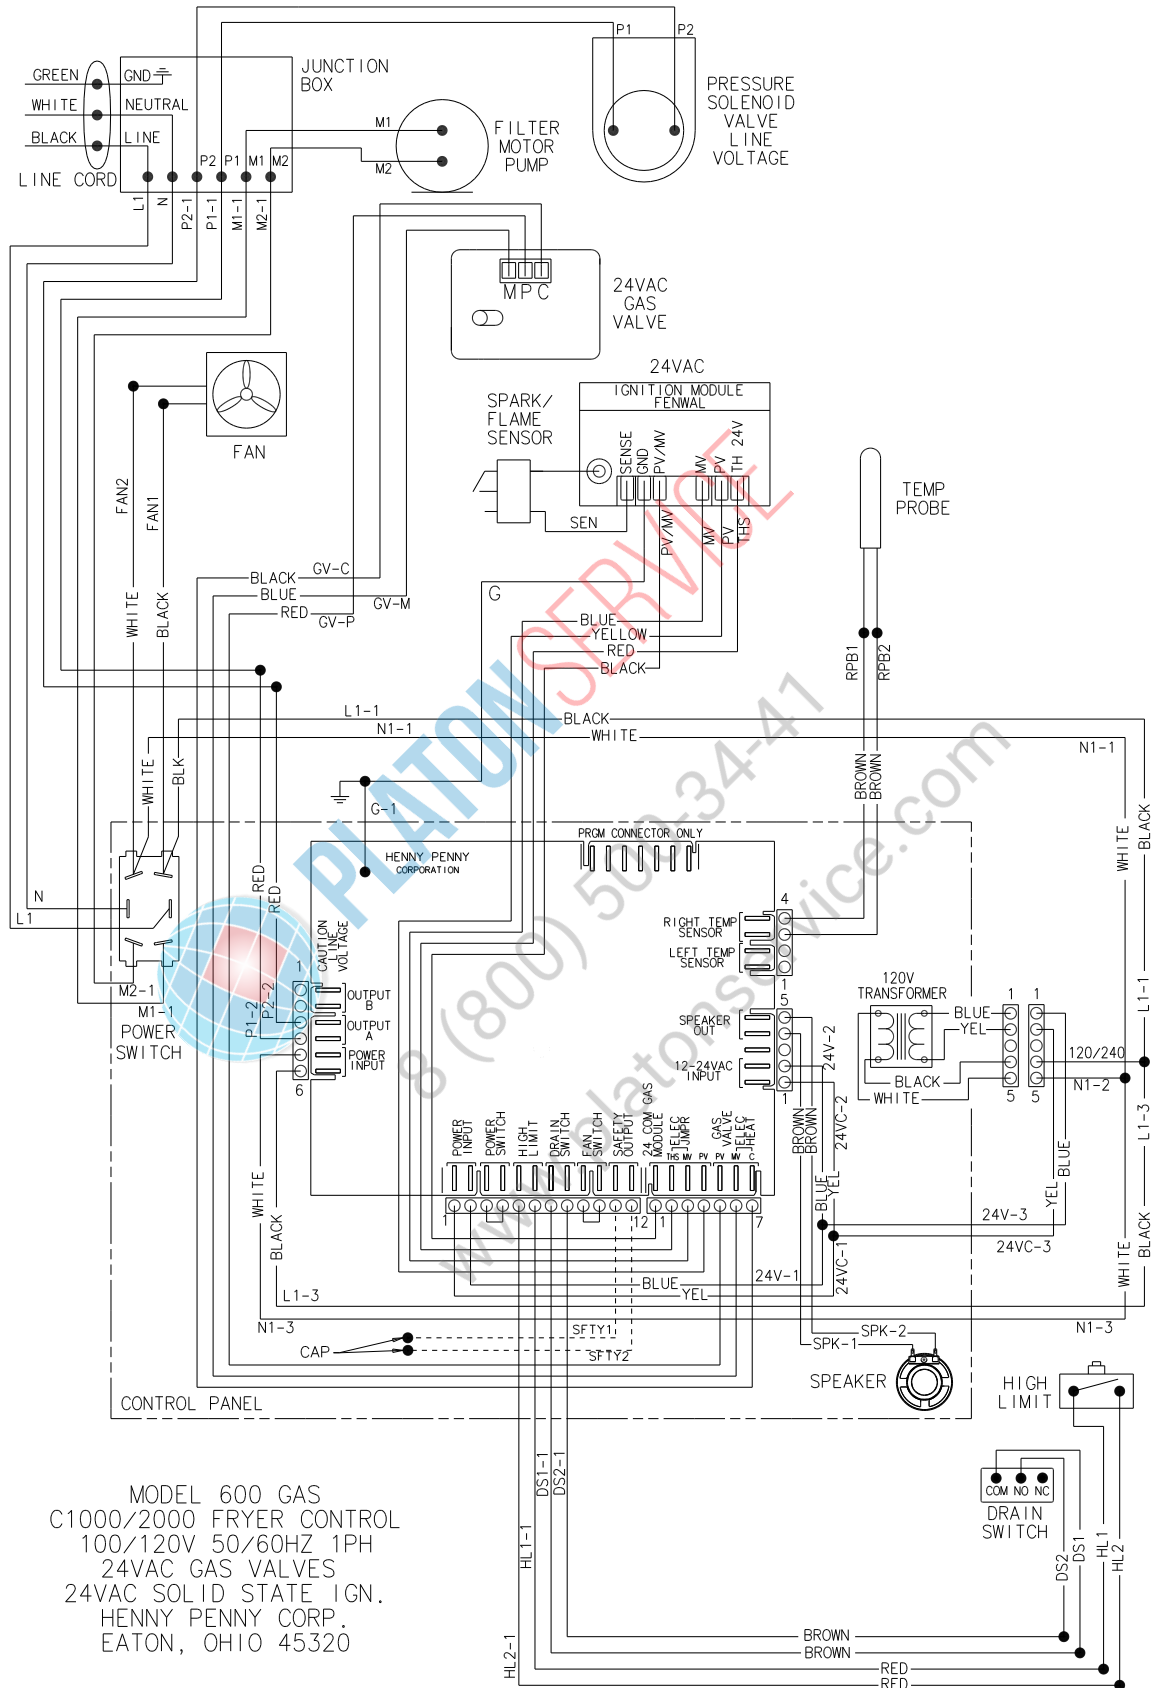 P1
P2
GREEN
GND
JUNCTION
BOX
WHITE
NEUTRAL
BLACK
LINE
LINE CORD
P2
P1
M1
M2
M1
M2
FILTER
MOTOR
PUMP
PRESSURE
SOLENOID
VALVE
LINE
VOLTAGE
L1
N
P2-1
P1-1
M1-1
M2-1
M P C
24VAC
GAS
VALVE
FAN
FAN2
FAN1
WHITE
BLACK
24VAC
IGNITION MODULE
FENWAL
SPARK/
FLAME
SENSOR
SENSE
GND
PV/MV
MV
PV
TH 24V
SEN
PV/MV
MV
PV
THS
TEMP
PROBE
BLACK
GV-C
BLUE
GV-M
RED
GV-P
G
BLUE
YELLOW
RED
BLACK
RPB1
RPB2
L1-1
BLACK
N1-1
WHITE
N1-1
WHITE
BLK
BROWN
BROWN
WHITE
BLACK
G-1
PRGM CONNECTOR ONLY
HENNY PENNY
CORPORATION
N
L1
RED
RED
CAUTION
LINE
VOLTAGE
1
OUTPUT
B
OUTPUT
A
POWER
INPUT
6
P1-2
P2-2
M2-1
M1-1
POWER
SWITCH
RIGHT TEMP
SENSOR
LEFT TEMP
SENSOR
4
1
5
SPEAKER
OUT
12-24VAC
INPUT
1
24V-2
24VC-2
120V
TRANSFORMER
BLUE
YEL
BLACK
WHITE
1
1
5
5
120/240
N1-2
L1-1
L1-3
POWER
INPUT
POWER
SWITCH
HIGH
LIMIT
DRAIN
SWITCH
FAN
SWITCH
SAFETY
OUTPUT
24 COM GAS
MODULE
ELEC
JMPR
GAS
VALVE
ELEC
HEAT
THS
MV
PV
PV
MV
C
1
12
1
7
BROWN
BROWN
BLUE
YEL
BLUE
YEL
WHITE
BLACK
24V-3
24VC-3
BLUE
24V-1
YEL
24VC-1
WHITE
BLACK
L1-3
N1-3
N1-3
SFTY1
SFTY2
CAP
SPK-2
SPK-1
SPEAKER
HIGH
LIMIT
CONTROL PANEL
COM NO NC
DRAIN
SWITCH
DS1-1
DS2-1
HL1-1
HL2-1
DS2
DS1
HL1
HL2
BROWN
BROWN
RED
RED
MODEL 600 GAS
C1000/2000 FRYER CONTROL
100/120V 50/60HZ 1PH
24VAC GAS VALVES
24VAC SOLID STATE IGN.
HENNY PENNY CORP.
EATON, OHIO 45320
PLATONSERVICE
8 (800) 500-34-41
www.platonservice.com